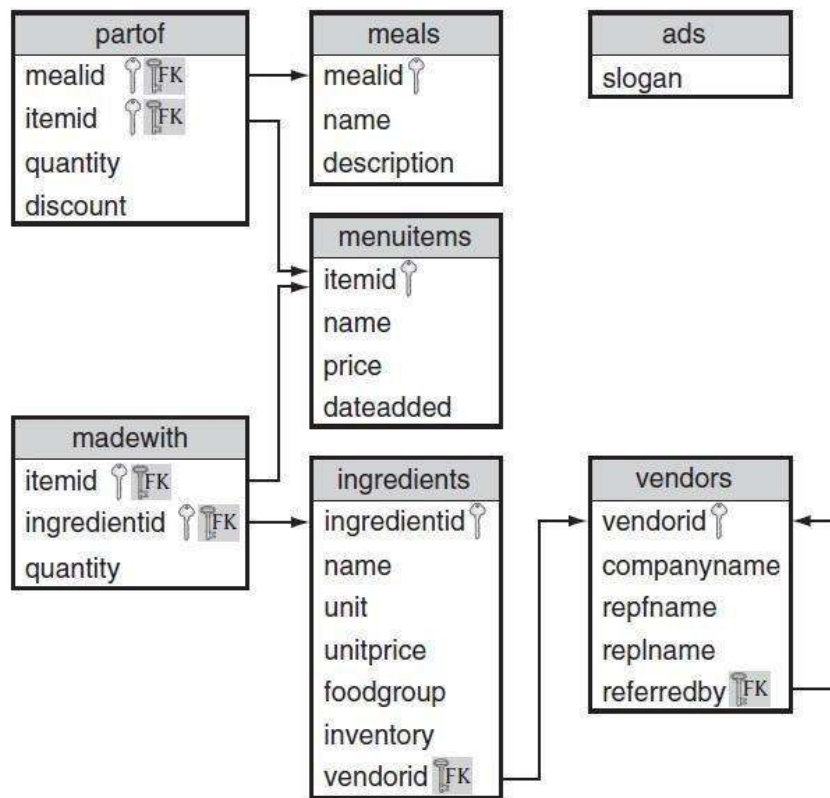 partof
mealid FK
itemid FK
quantity
discount
meals
mealid
name
description
ads
slogan
menuitems
itemid
name
price
dateadded
madewith
itemid FK
ingredientid FK
quantity
ingredients
ingredientid
name
unit
unitprice
foodgroup
inventory
vendorid FK
vendors
vendorid
companyname
repfname
replname
referredby FK